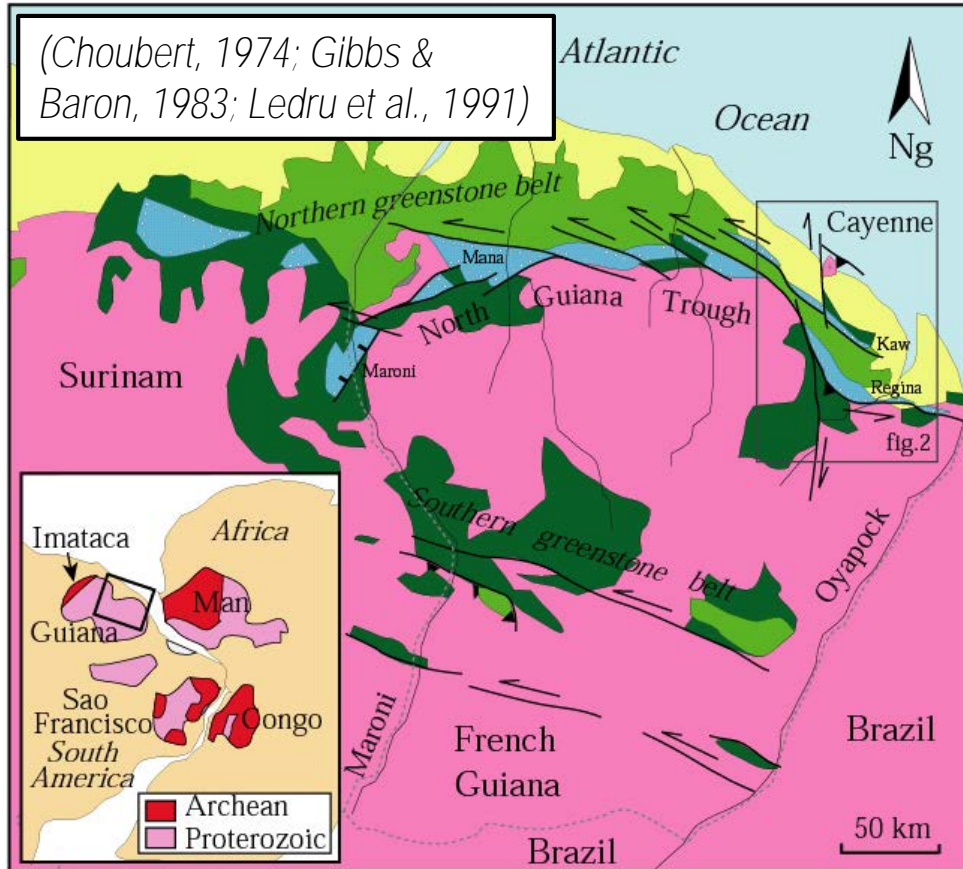 (Choubert, 1974; Gibbs &
Baron, 1983; Ledru et al., 1991)
Atlantic
Ocean
Ng
Northern greenstone belt
Cayenne
Mana
North Guiana Trough
Kaw
Maroni
Regina
Surinam
fig.2
Southern greenstone belt
Oyapock
Imataca
Africa
Man
Guiana
Sao
Francisco
Congo
South
America
Archean
Proterozoic
Maroni
French
Guiana
Brazil
Brazil
50 km